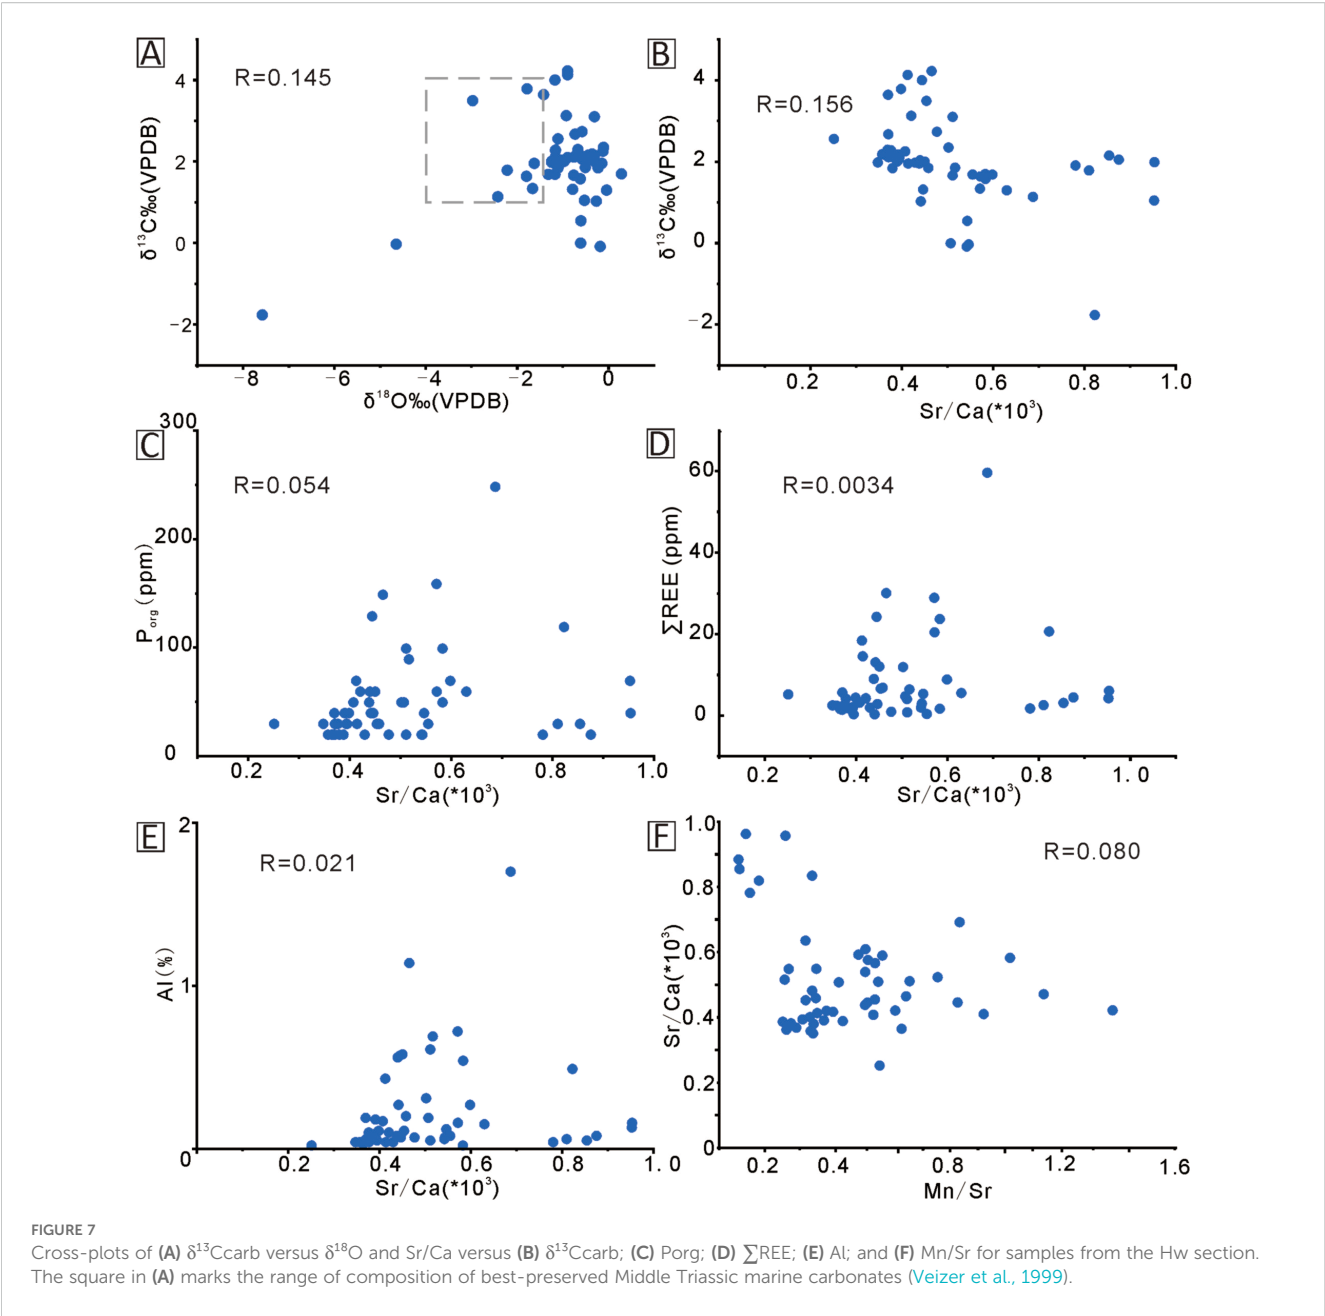 A
R=0.145
4
2
0
−2
δ¹³C‰(VPDB)
−8
−6
−4
−2
0
δ¹⁸O‰(VPDB)
B
R=0.156
4
2
0
−2
δ¹³C‰(VPDB)
0.2
0.4
0.6
0.8
1.0
Sr/Ca(*10³)
C
R=0.054
300
200
100
0
Porg (ppm)
0.2
0.4
0.6
0.8
1.0
Sr/Ca(*10³)
D
R=0.0034
60
40
20
0
∑REE (ppm)
0.2
0.4
0.6
0.8
1.0
Sr/Ca(*10³)
E
R=0.021
2
1
0
Al(%)
0.2
0.4
0.6
0.8
1.0
Sr/Ca(*10³)
F
R=0.080
1.0
0.8
0.6
0.4
0.2
0
Sr/Ca(*10³)
0.2
0.4
0.8
1.2
1.6
Mn/Sr
FIGURE 7
Cross-plots of (A) δ¹³Ccarb versus δ¹⁸O and Sr/Ca versus (B) δ¹³Ccarb; (C) Porg; (D) ∑REE; (E) Al; and (F) Mn/Sr for samples from the Hw section.
The square in (A) marks the range of composition of best-preserved Middle Triassic marine carbonates (Veizer et al., 1999).